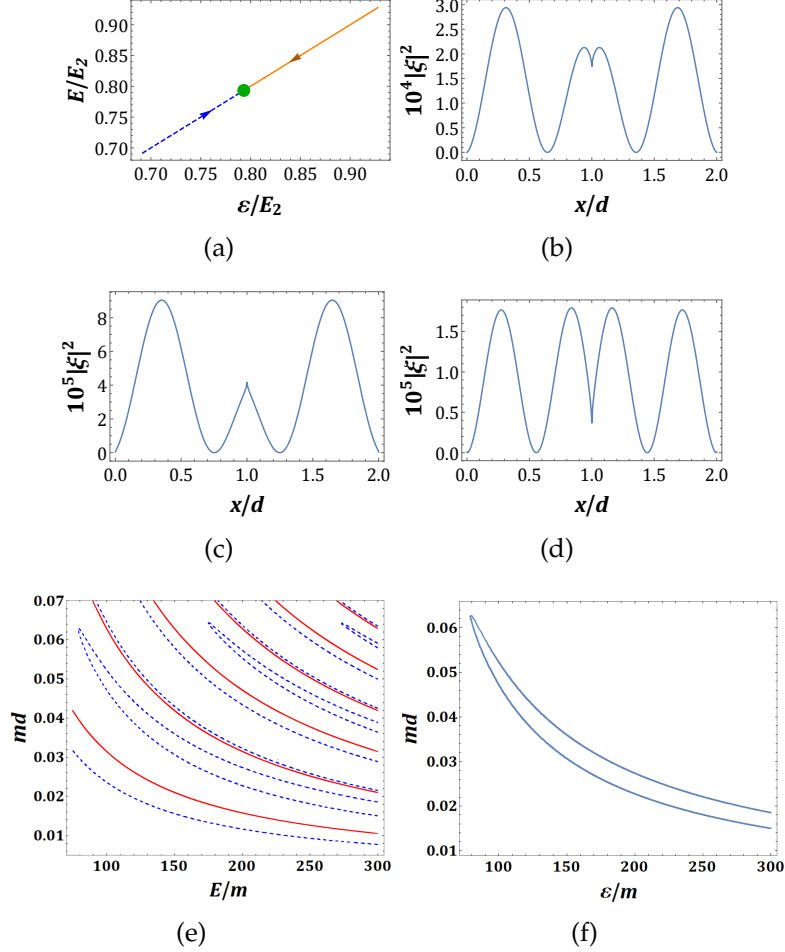 E/E₂
0.90
0.85
0.80
0.75
0.70
0.70 0.75 0.80 0.85 0.90
ε/E₂
(a)
10⁴|ξ|²
3.0
2.5
2.0
1.5
1.0
0.5
0.0
0.0 0.5 1.0 1.5 2.0
x/d
(b)
10⁵|ξ|²
8
6
4
2
0
0.0 0.5 1.0 1.5 2.0
x/d
(c)
10⁵|ξ|²
1.5
1.0
0.5
0.0
0.0 0.5 1.0 1.5 2.0
x/d
(d)
md
0.07
0.06
0.05
0.04
0.03
0.02
0.01
100 150 200 250 300
E/m
(e)
md
0.06
0.05
0.04
0.03
0.02
0.01
100 150 200 250 300
ε/m
(f)